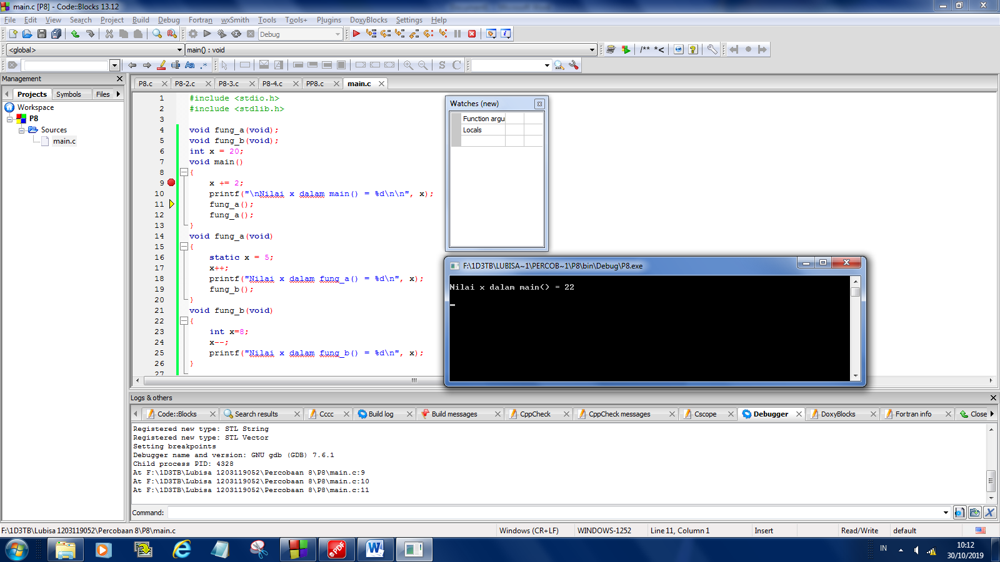 main.c [P8] - Code::Blocks 13.12
File Edit View Search Project Build Debug Fortran wxSmith Tools Tools+ Plugins DoxyBlocks Settings Help
Debug
<global> main() : void
/** *<
Aa .*
S C
Management
Projects Symbols Files
Workspace
P8
Sources
main.c
P8.c P8-2.c P8-3.c P8-4.c PP8.c main.c
1 #include <stdio.h>
2 #include <stdlib.h>
3
4 void fung_a(void);
5 void fung_b(void);
6 int x = 20;
7 void main()
8 {
9 x += 2;
10 printf("\nNilai x dalam main() = %d\n\n", x);
11 fung_a();
12 fung_a();
13 }
14 void fung_a(void)
15 {
16 static x = 5;
17 x++;
18 printf("Nilai x dalam fung_a() = %d\n", x);
19 fung_b();
20 }
21 void fung_b(void)
22 {
23 int x=8;
24 x--;
25 printf("Nilai x dalam fung_b() = %d\n", x);
26 }
27
Watches (new)
Function argu
Locals
F:\1D3TB\LUBISA~1\PERCOB~1\P8\bin\Debug\P8.exe
Nilai x dalam main() = 22
Logs & others
Code::Blocks Search results Cccc Build log Build messages CppCheck CppCheck messages Cscope Debugger DoxyBlocks Fortran info Close
Registered new type: STL String
Registered new type: STL Vector
Setting breakpoints
Debugger name and version: GNU gdb (GDB) 7.6.1
Child process PID: 4328
At F:\1D3TB\Lubisa 1203119052\Percobaan 8\P8\main.c:9
At F:\1D3TB\Lubisa 1203119052\Percobaan 8\P8\main.c:10
At F:\1D3TB\Lubisa 1203119052\Percobaan 8\P8\main.c:11
Command:
F:\1D3TB\Lubisa 1203119052\Percobaan 8\P8\main.c Windows (CR+LF) WINDOWS-1252 Line 11, Column 1 Insert Read/Write default
PDF
W
IN
10:12
30/10/2019